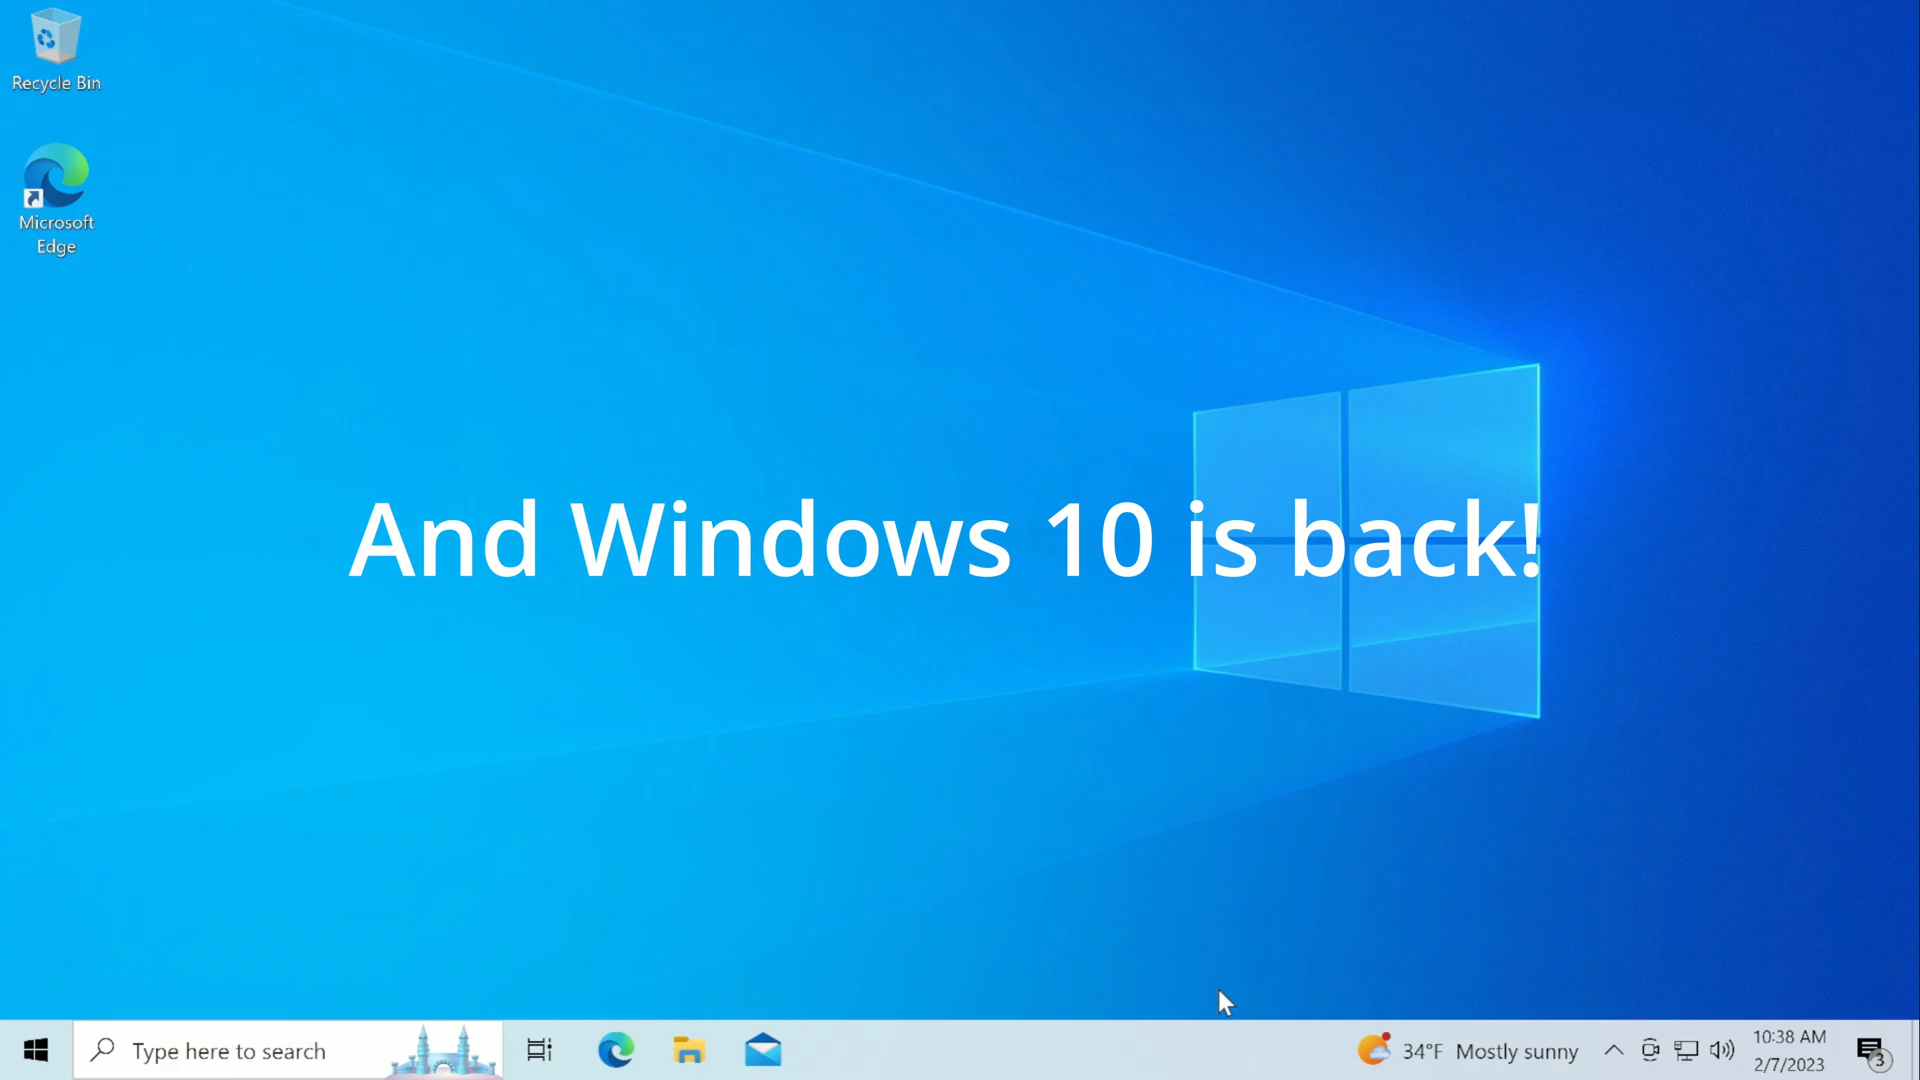 Recycle Bin
Microsoft
Edge
And Windows 10 is back!
Type here to search
34°F Mostly sunny
10:38 AM
2/7/2023
3